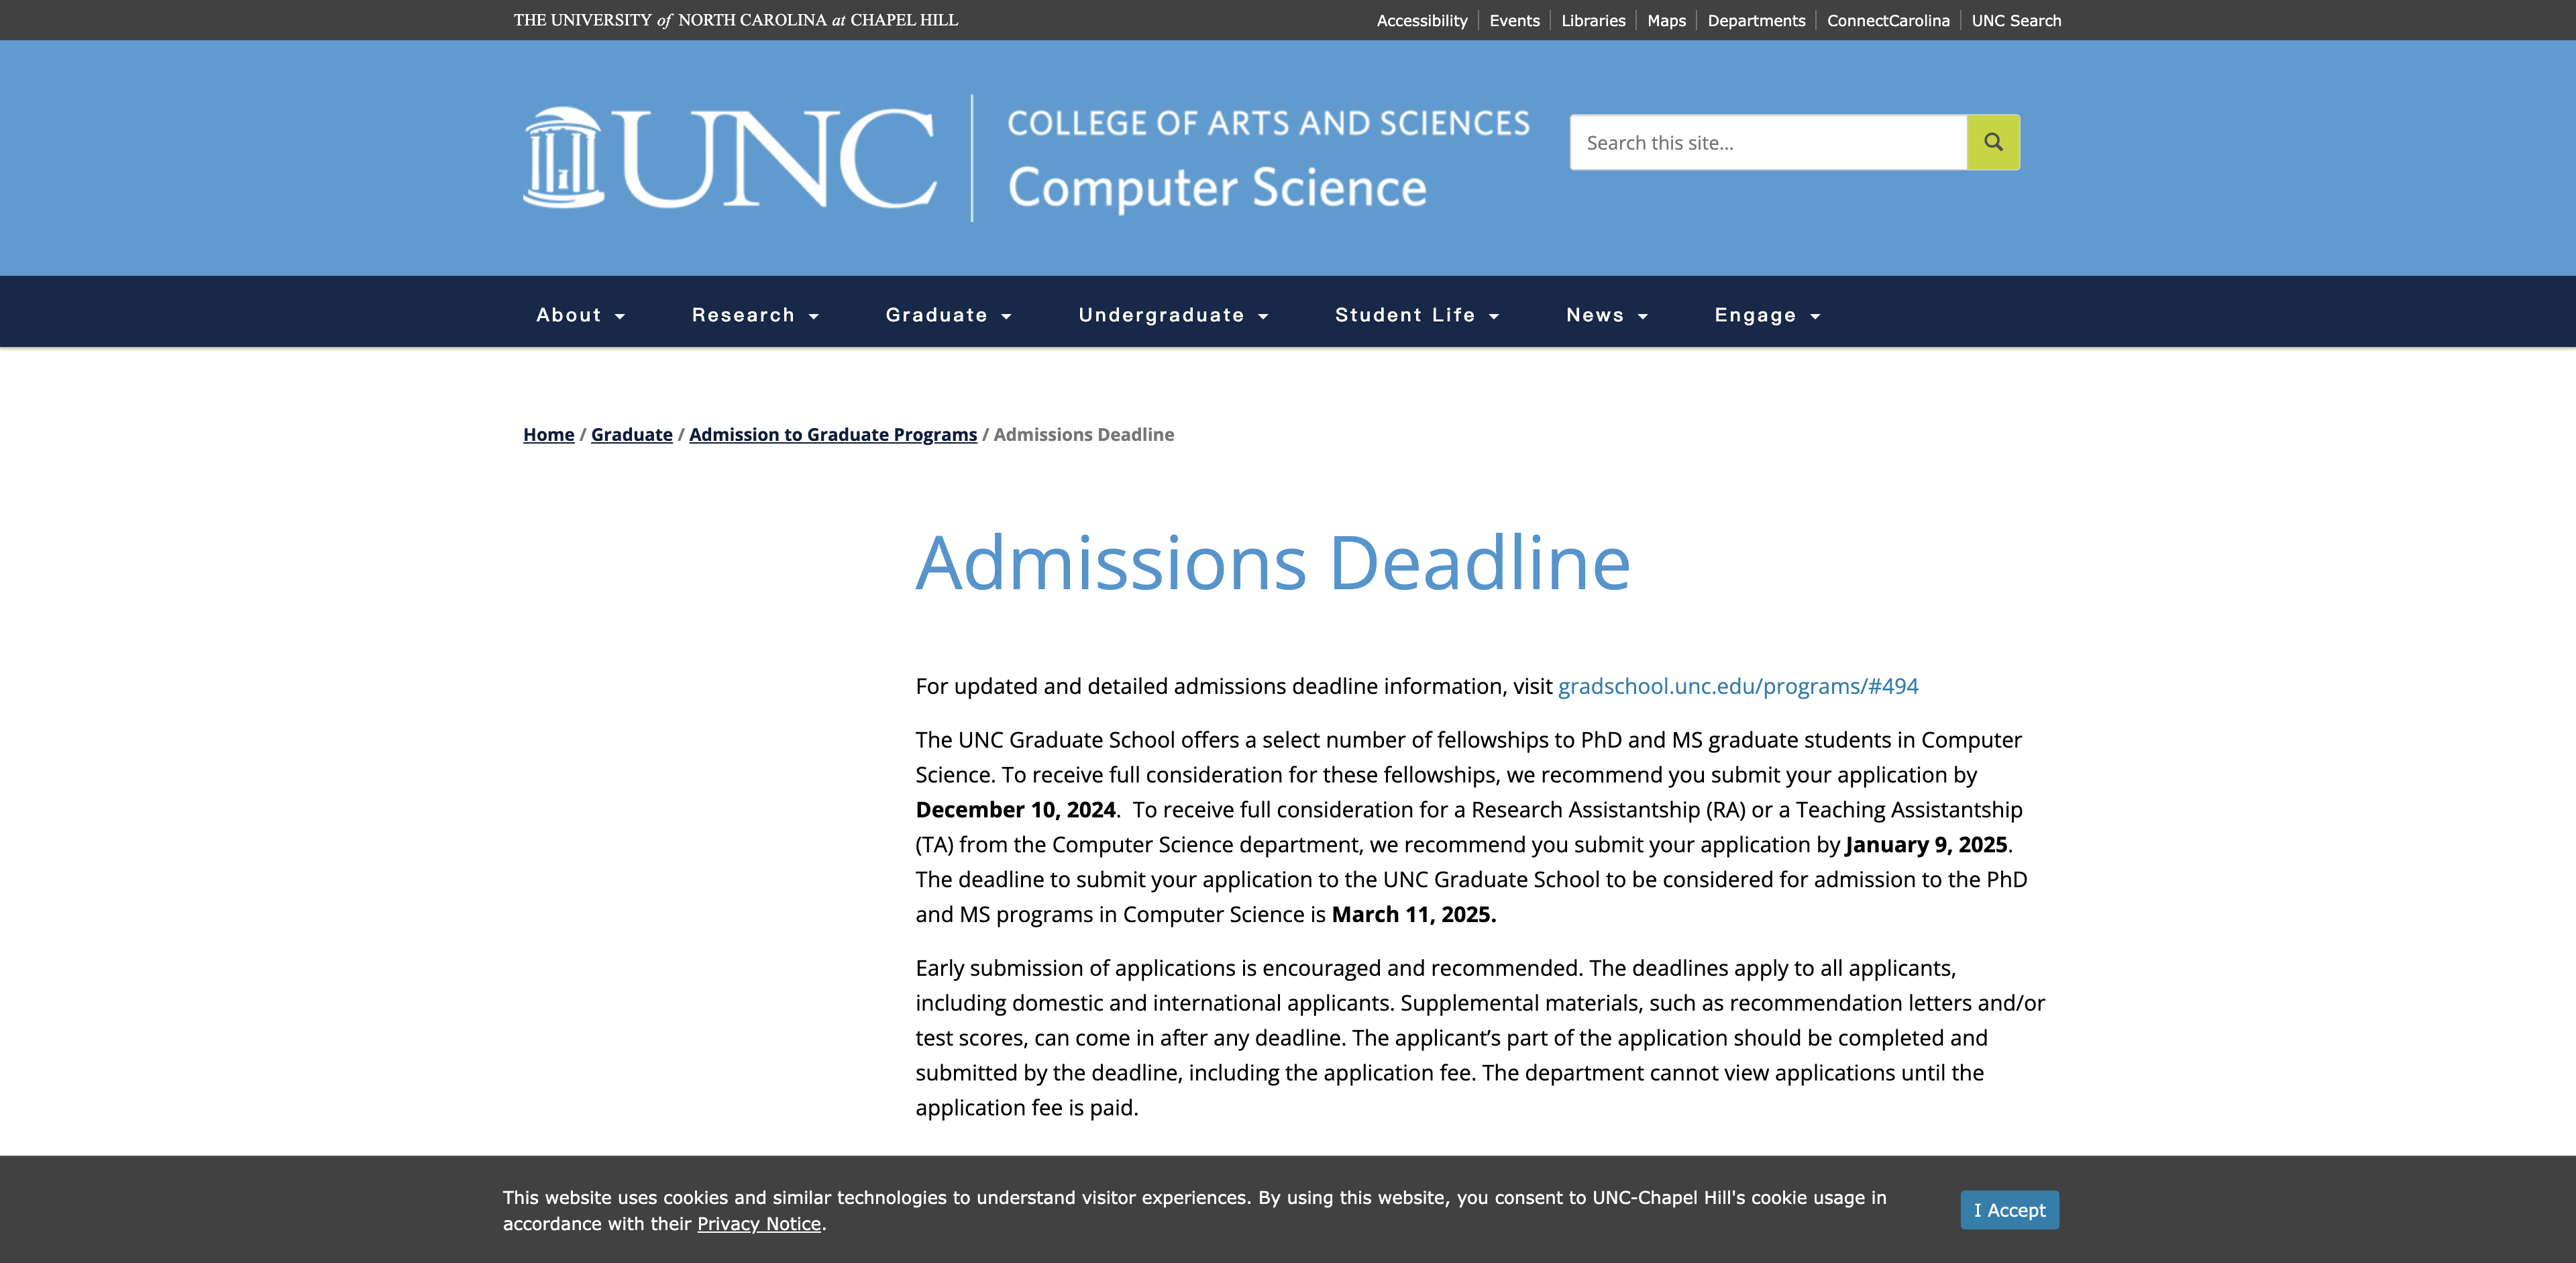 THE UNIVERSITY of NORTH CAROLINA at CHAPEL HILL
Accessibility Events Libraries Maps Departments ConnectCarolina UNC Search
UNC
COLLEGE OF ARTS AND SCIENCES
Computer Science
Search this site...
About Research Graduate Undergraduate Student Life News Engage
Home / Graduate / Admission to Graduate Programs / Admissions Deadline
Admissions Deadline
For updated and detailed admissions deadline information, visit gradschool.unc.edu/programs/#494
The UNC Graduate School offers a select number of fellowships to PhD and MS graduate students in Computer
Science. To receive full consideration for these fellowships, we recommend you submit your application by
December 10, 2024. To receive full consideration for a Research Assistantship (RA) or a Teaching Assistantship
(TA) from the Computer Science department, we recommend you submit your application by January 9, 2025.
The deadline to submit your application to the UNC Graduate School to be considered for admission to the PhD
and MS programs in Computer Science is March 11, 2025.
Early submission of applications is encouraged and recommended. The deadlines apply to all applicants,
including domestic and international applicants. Supplemental materials, such as recommendation letters and/or
test scores, can come in after any deadline. The applicant’s part of the application should be completed and
submitted by the deadline, including the application fee. The department cannot view applications until the
application fee is paid.
This website uses cookies and similar technologies to understand visitor experiences. By using this website, you consent to UNC-Chapel Hill's cookie usage in
accordance with their Privacy Notice.
I Accept